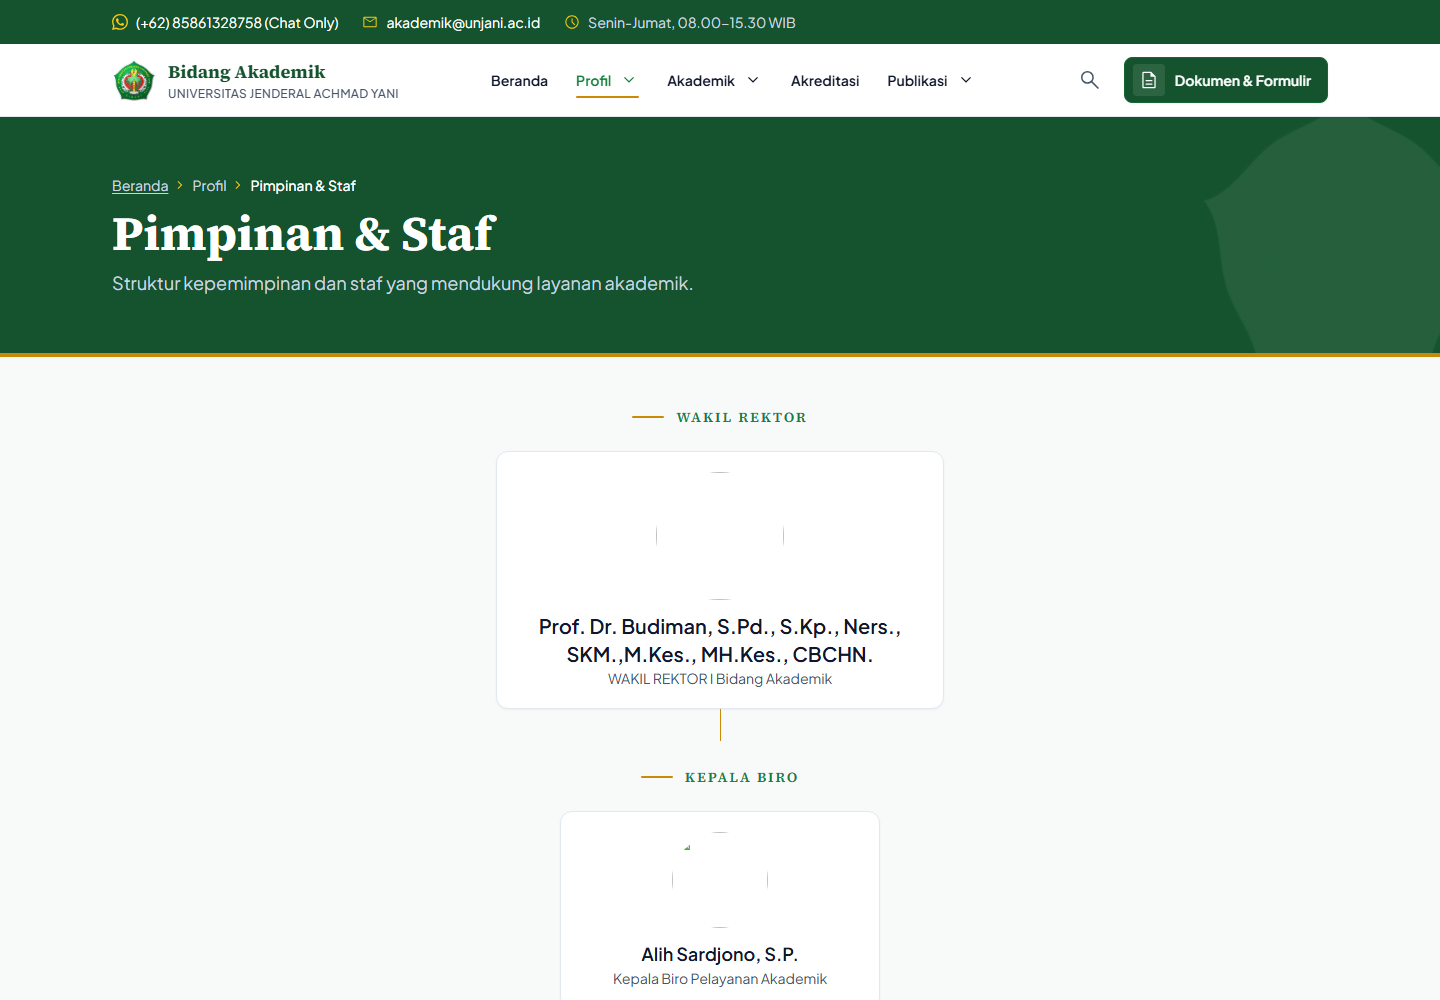 (+62) 85861328758 (Chat Only)
akademik@unjani.ac.id
Senin-Jumat, 08.00–15.30 WIB
Bidang Akademik
UNIVERSITAS JENDERAL ACHMAD YANI
Beranda
Profil
Akademik
Akreditasi
Publikasi
Dokumen & Formulir
Beranda > Profil > Pimpinan & Staf
Pimpinan & Staf
Struktur kepemimpinan dan staf yang mendukung layanan akademik.
WAKIL REKTOR
Prof. Dr. Budiman, S.Pd., S.Kp., Ners.,
SKM.,M.Kes., MH.Kes., CBCHN.
WAKIL REKTOR I Bidang Akademik
KEPALA BIRO
Alih Sardjono, S.P.
Kepala Biro Pelayanan Akademik